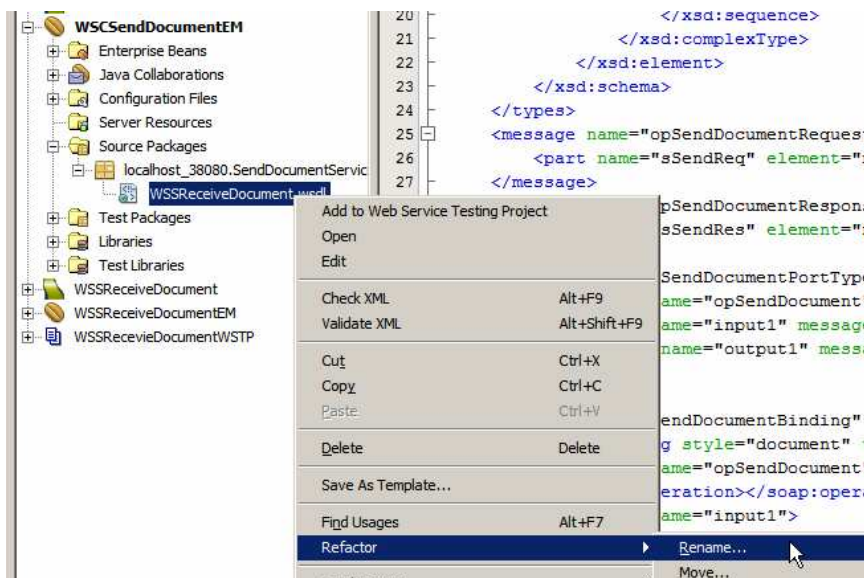 WSCSendDocumentEM
Enterprise Beans
Java Collaborations
Configuration Files
Server Resources
Source Packages
localhost_38080.SendDocumentServic
WSSReceiveDocument.wsdl
Test Packages
Libraries
Test Libraries
WSSReceiveDocument
WSSReceiveDocumentEM
WSSRecevieDocumentWSTP
20 </xsd:sequence>
21 </xsd:complexType>
22 </xsd:element>
23 </xsd:schema>
24 </types>
25 <message name="opSendDocumentReques
26 <part name="sSendReq" element="
27 </message>
pSendDocumentRespon
sSendRes" element="
SendDocumentPortType
ame="opSendDocument"
ame="input1" messag
name="output1" mess
endDocumentBinding"
g style="document"
ame="opSendDocument"
eration></soap:oper
ame="input1">
Add to Web Service Testing Project
Open
Edit
Check XML Alt+F9
Validate XML Alt+Shift+F9
Cut Ctrl+X
Copy Ctrl+C
Paste Ctrl+V
Delete Delete
Save As Template...
Find Usages Alt+F7
Refactor
Rename...
Move...